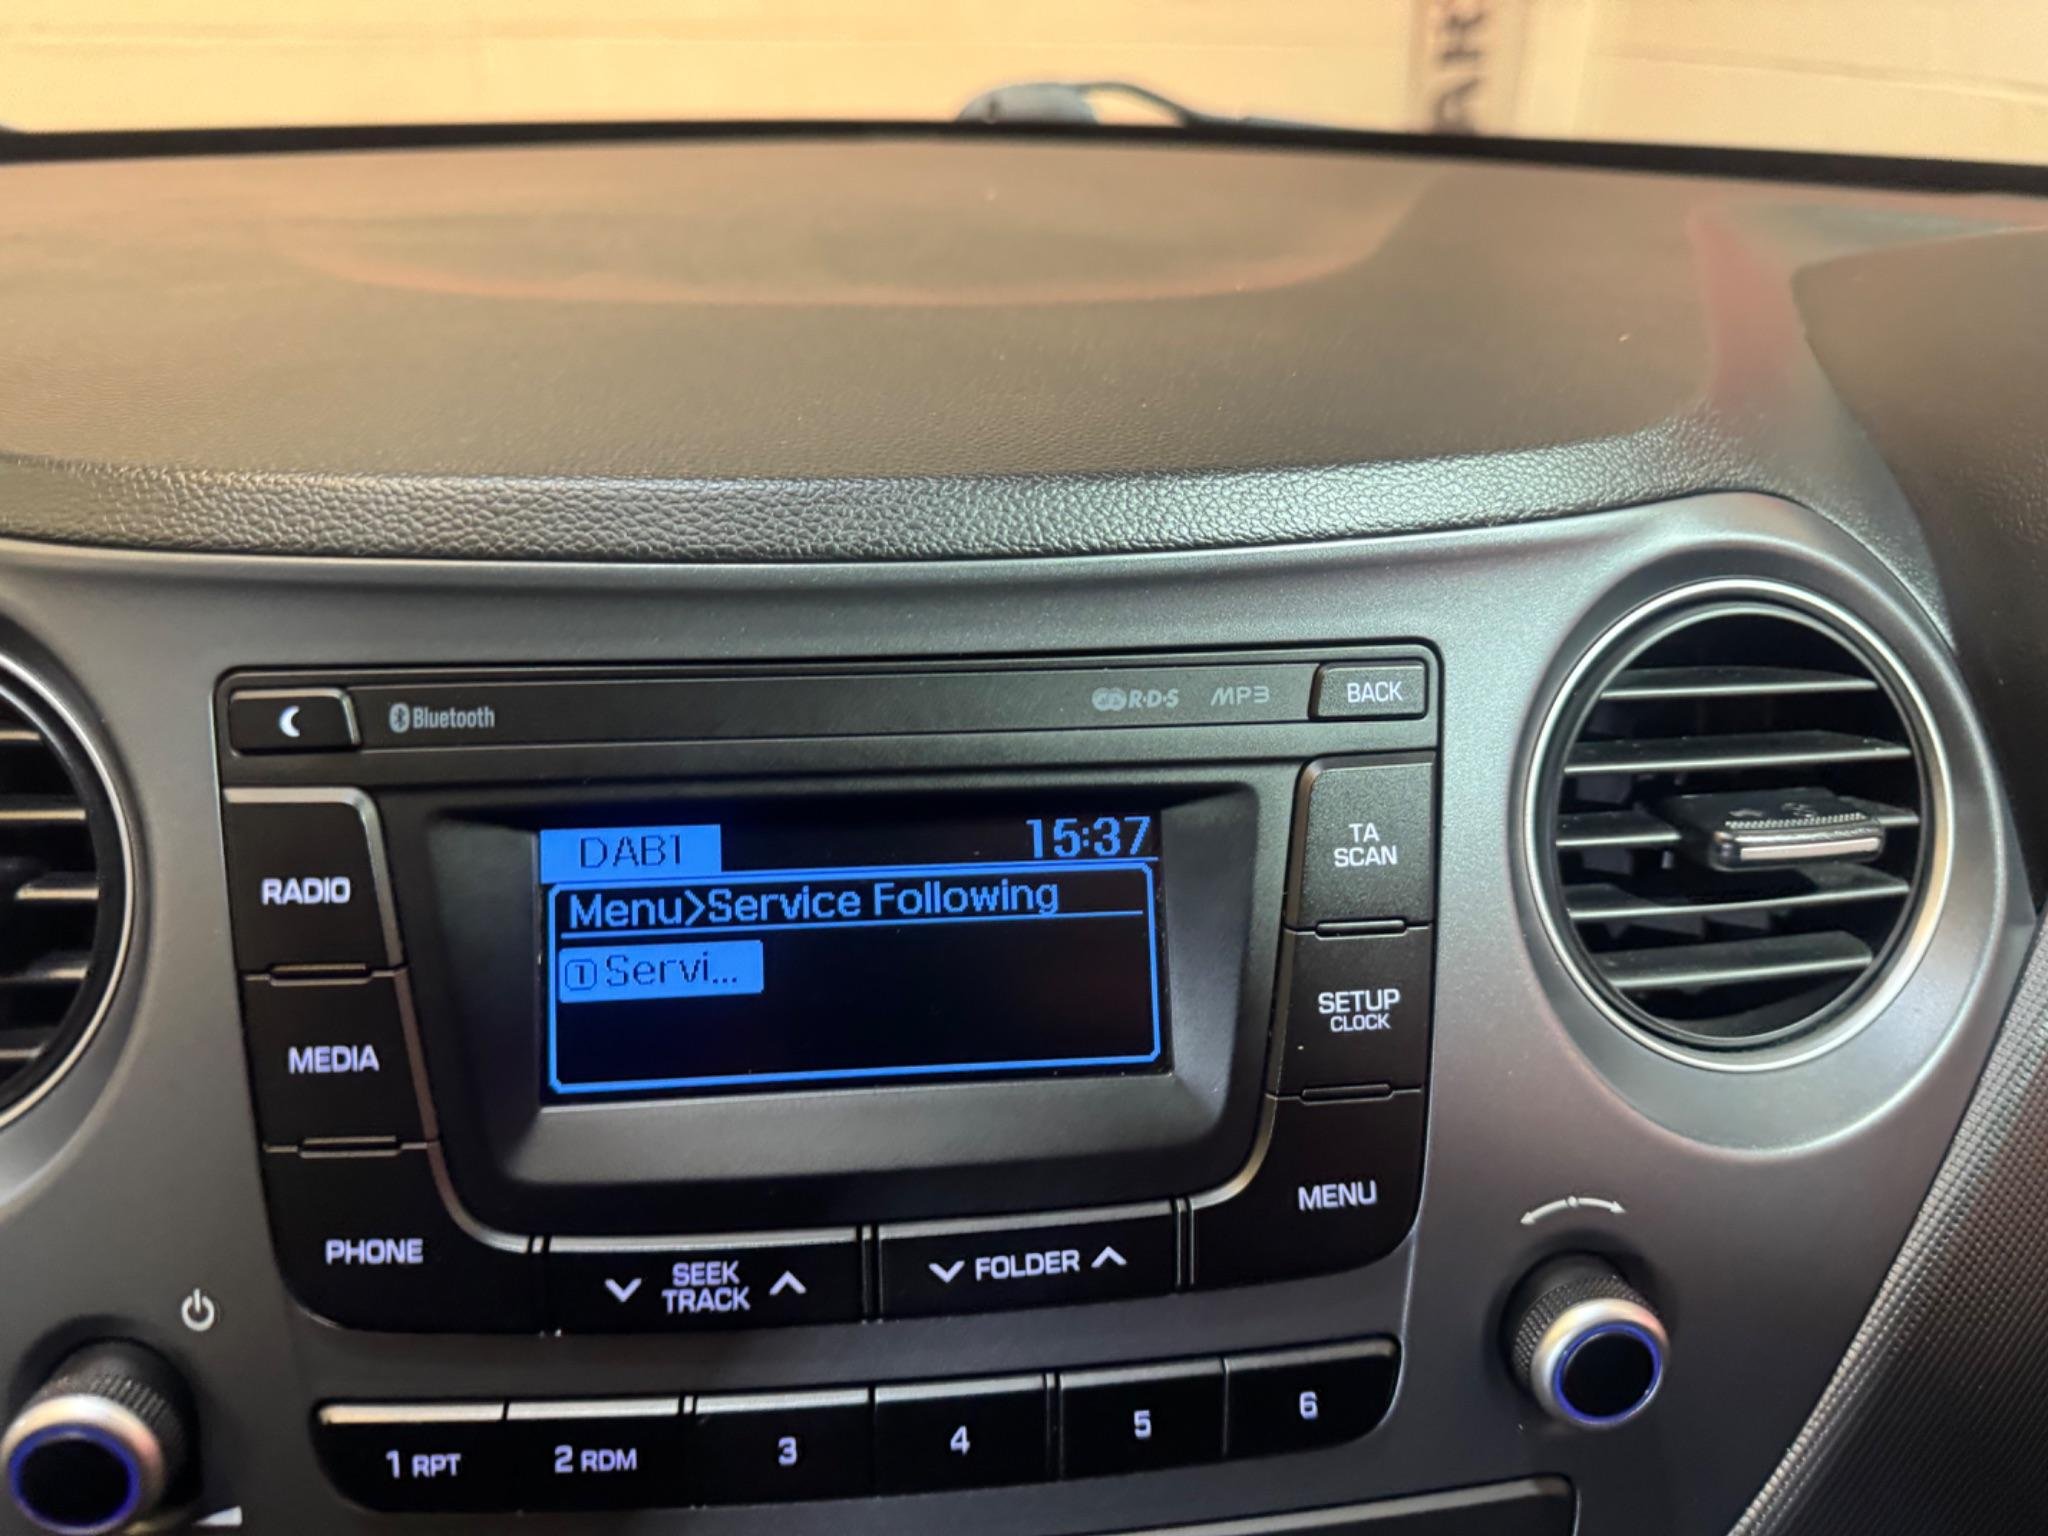 Bluetooth
R·D·S
MP3
BACK
RADIO
MEDIA
PHONE
DAB1
15:37
Menu>Service Following
1 Servi...
TA
SCAN
SETUP
CLOCK
MENU
SEEK
TRACK
FOLDER
1 RPT
2 RDM
3
4
5
6